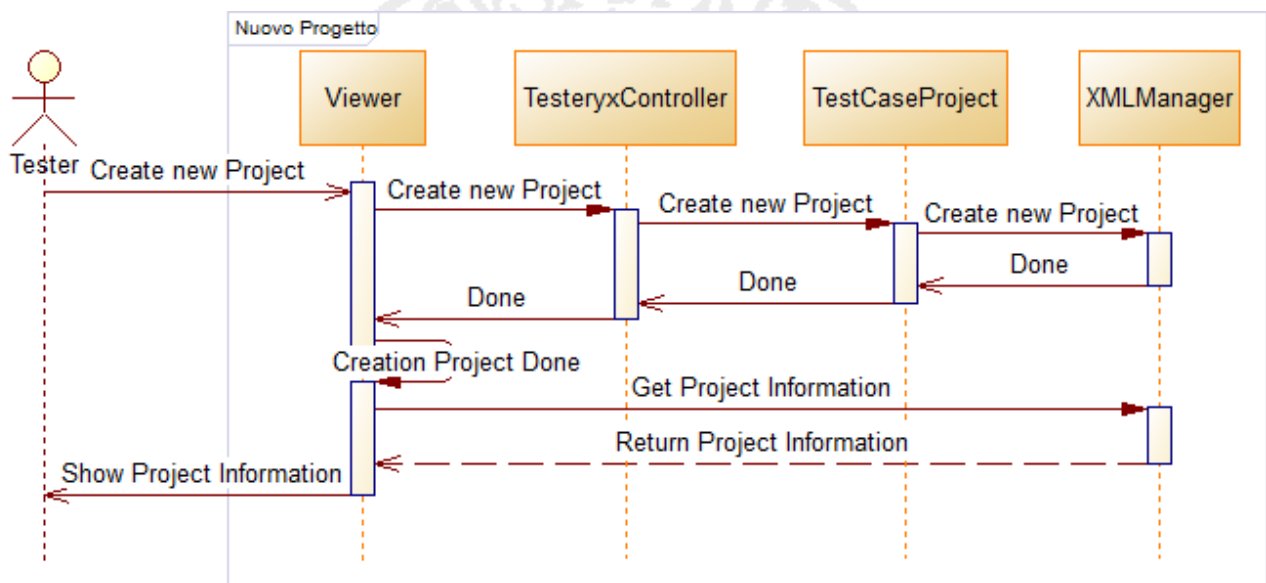 Nuovo Progetto
Tester
Viewer
TesteryxController
TestCaseProject
XMLManager
Create new Project
Create new Project
Create new Project
Create new Project
Done
Done
Done
Creation Project Done
Get Project Information
Return Project Information
Show Project Information